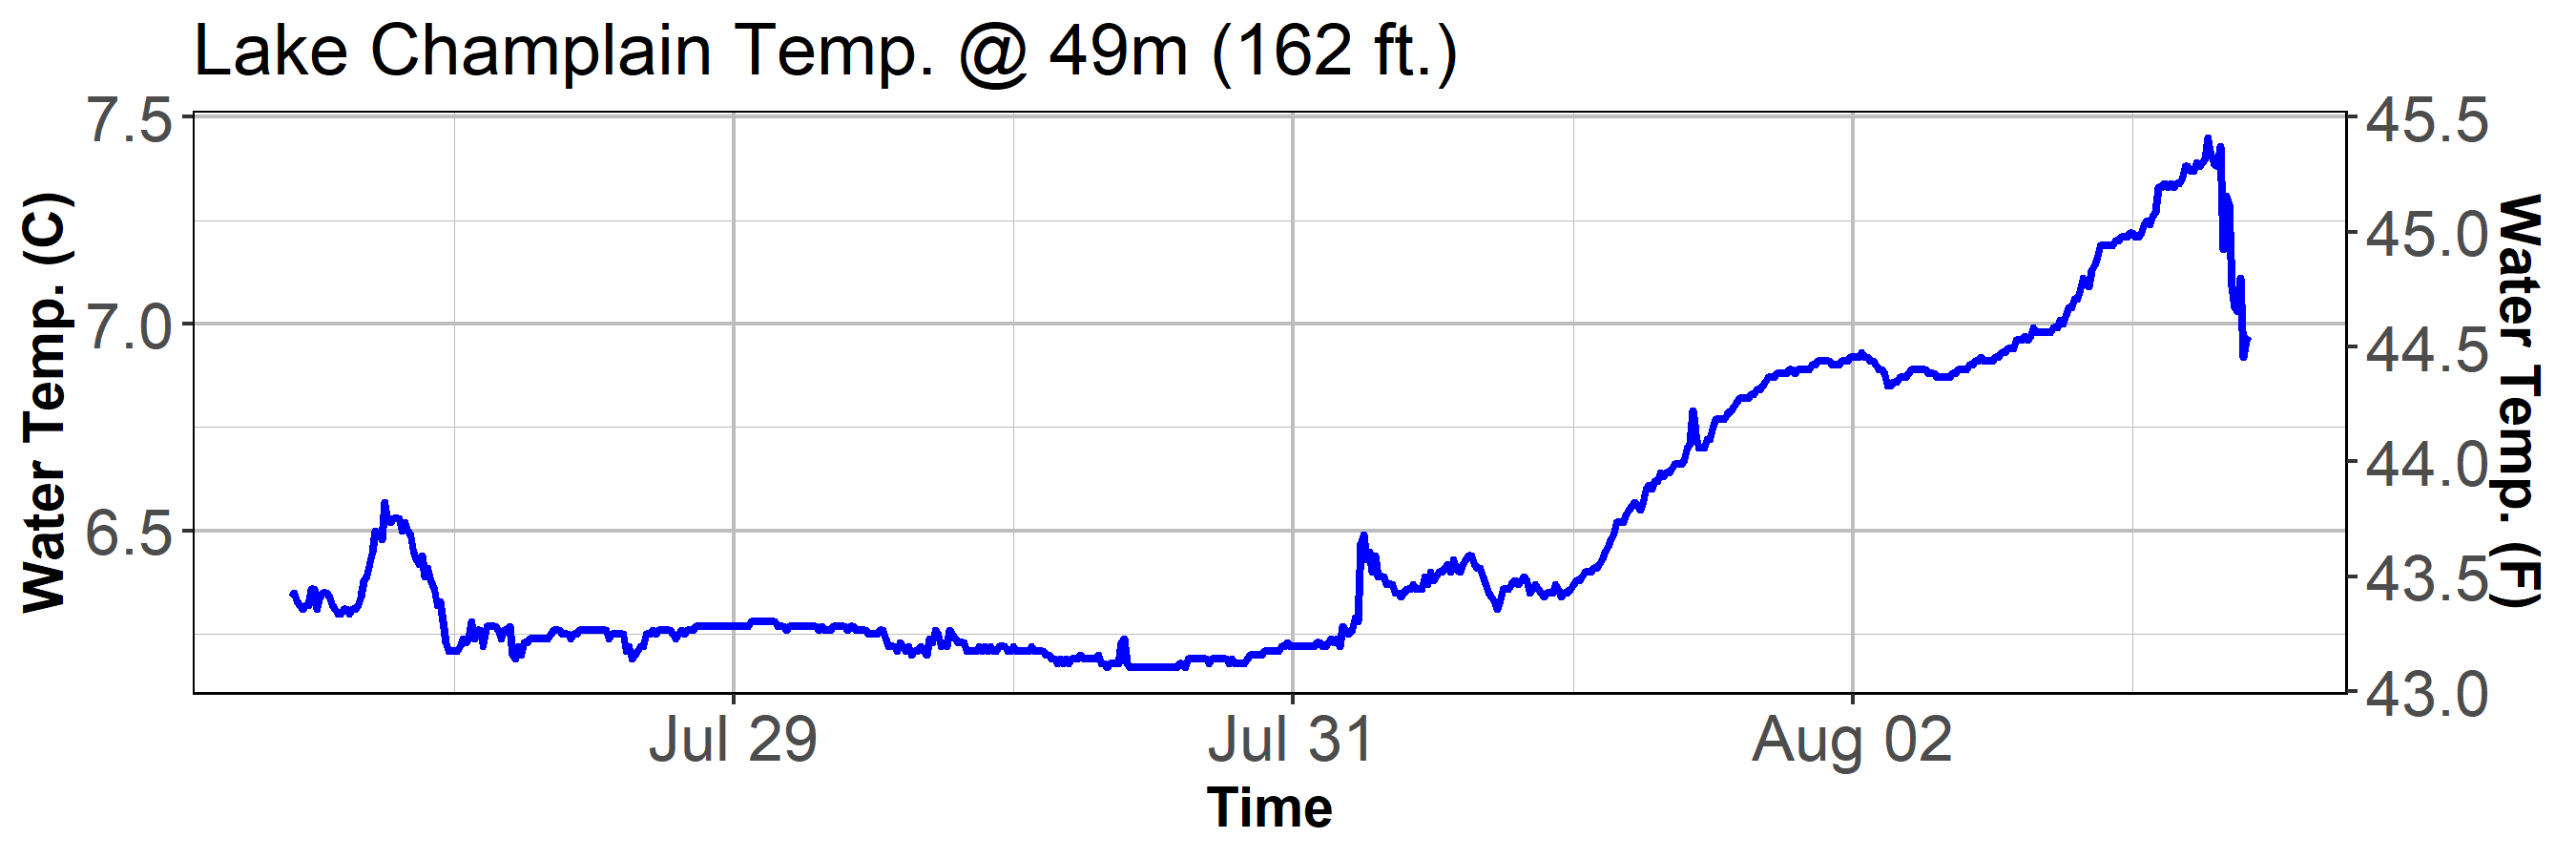 Lake Champlain Temp. @ 49m (162 ft.)
Water Temp. (C)
7.5
7.0
6.5
45.5
45.0
44.5
44.0
43.5
43.0
Water Temp. (F)
Jul 29
Jul 31
Aug 02
Time